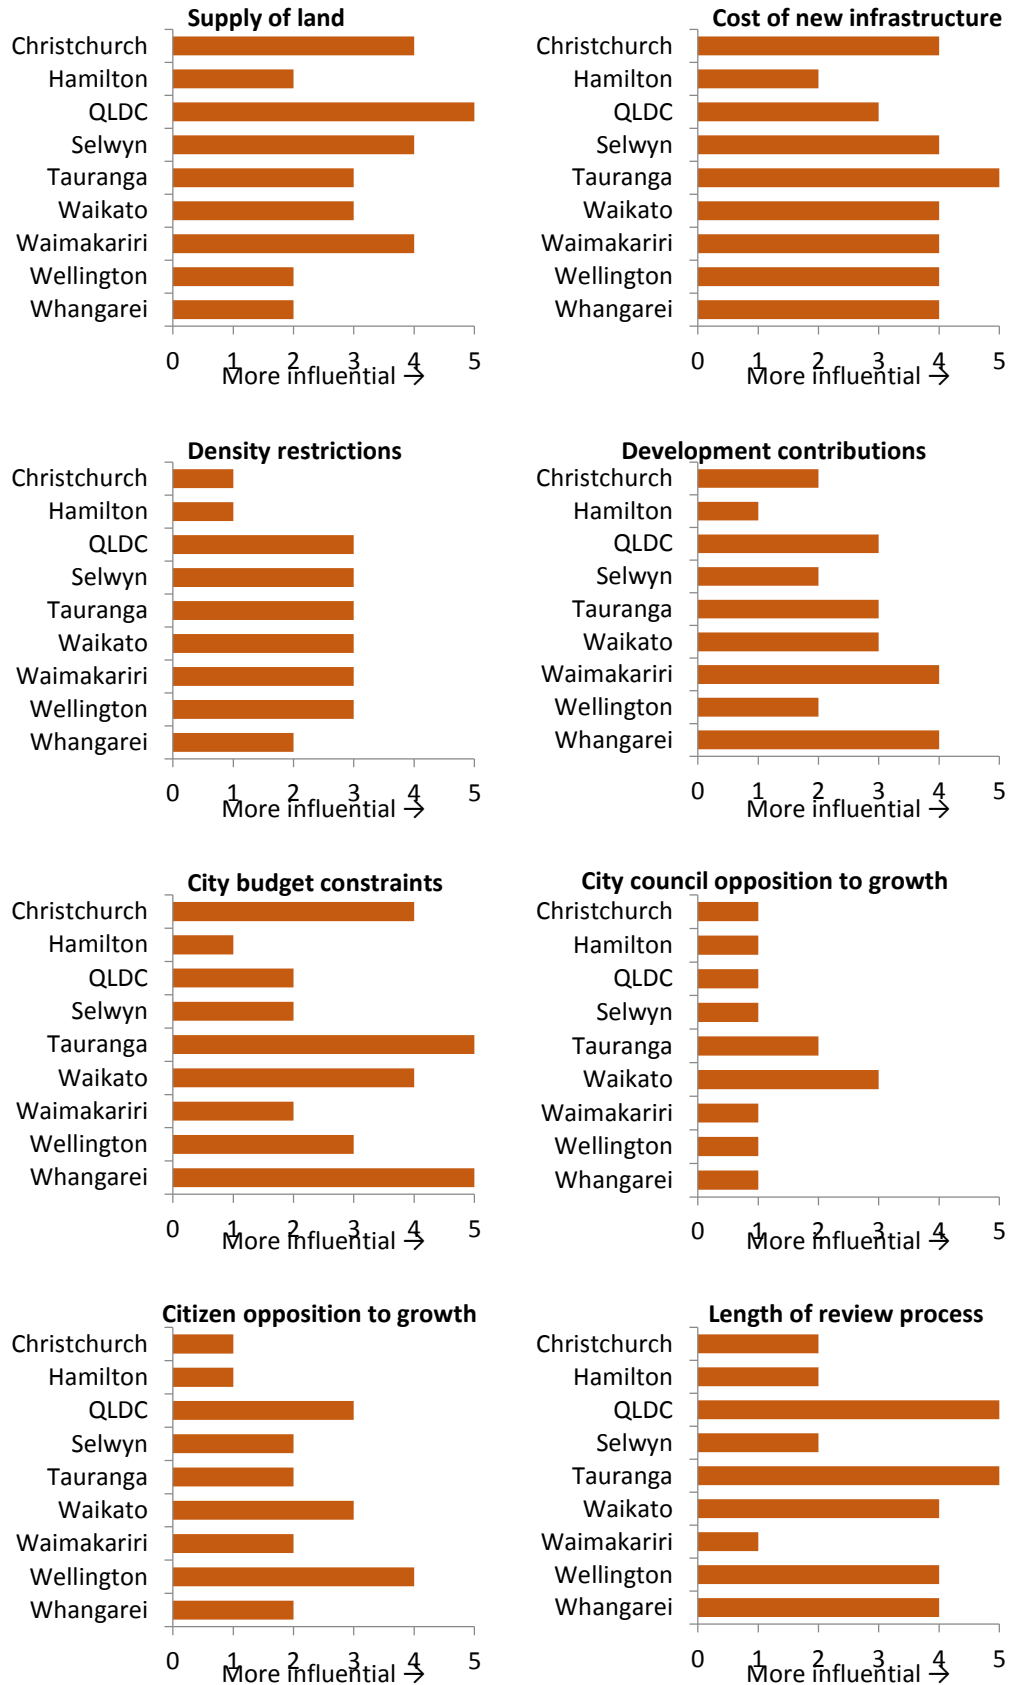 Supply of land
Christchurch
Hamilton
QLDC
Selwyn
Tauranga
Waikato
Waimakariri
Wellington
Whangarei
0 1 2 3 4 5
More influential →
Cost of new infrastructure
Christchurch
Hamilton
QLDC
Selwyn
Tauranga
Waikato
Waimakariri
Wellington
Whangarei
0 1 2 3 4 5
More influential →
Density restrictions
Christchurch
Hamilton
QLDC
Selwyn
Tauranga
Waikato
Waimakariri
Wellington
Whangarei
0 1 2 3 4 5
More influential →
Development contributions
Christchurch
Hamilton
QLDC
Selwyn
Tauranga
Waikato
Waimakariri
Wellington
Whangarei
0 1 2 3 4 5
More influential →
City budget constraints
Christchurch
Hamilton
QLDC
Selwyn
Tauranga
Waikato
Waimakariri
Wellington
Whangarei
0 1 2 3 4 5
More influential →
City council opposition to growth
Christchurch
Hamilton
QLDC
Selwyn
Tauranga
Waikato
Waimakariri
Wellington
Whangarei
0 1 2 3 4 5
More influential →
Citizen opposition to growth
Christchurch
Hamilton
QLDC
Selwyn
Tauranga
Waikato
Waimakariri
Wellington
Whangarei
0 1 2 3 4 5
More influential →
Length of review process
Christchurch
Hamilton
QLDC
Selwyn
Tauranga
Waikato
Waimakariri
Wellington
Whangarei
0 1 2 3 4 5
More influential →